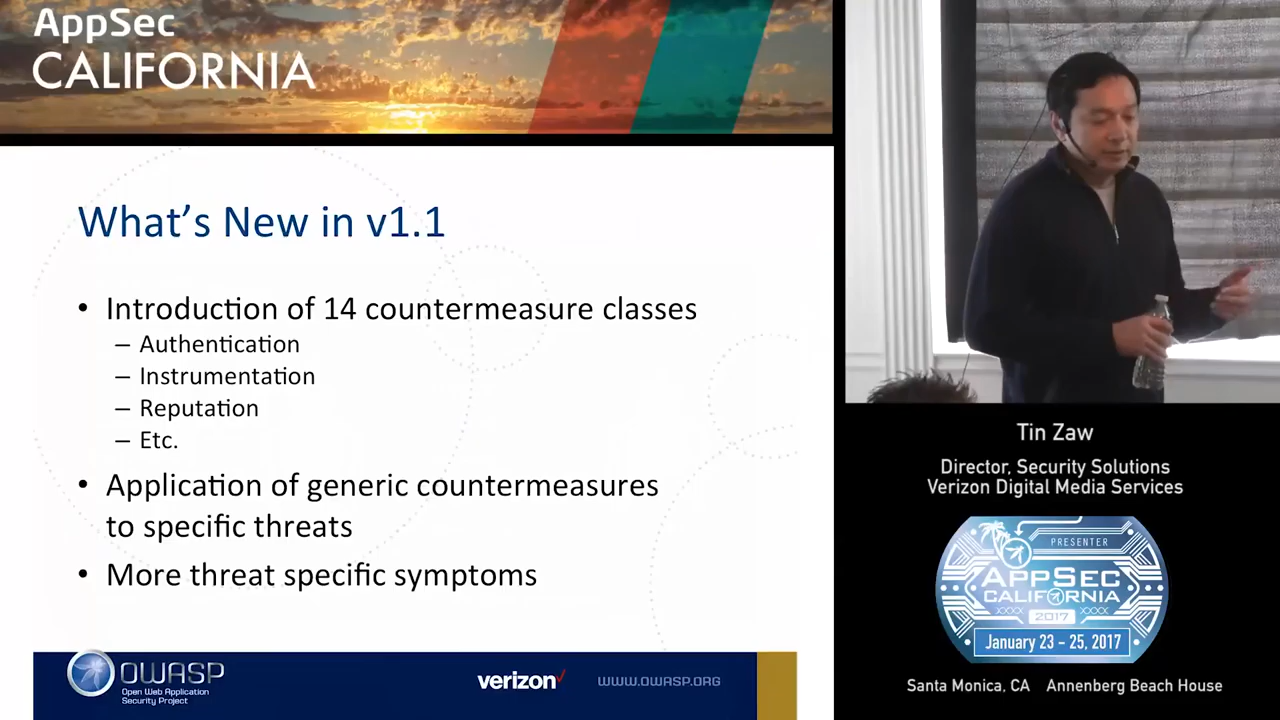 AppSec
CALIFORNIA
What's New in v1.1
• Introduction of 14 countermeasure classes
– Authentication
– Instrumentation
– Reputation
– Etc.
• Application of generic countermeasures
to specific threats
• More threat specific symptoms
OWASP
Open Web Application
Security Project
verizon
WWW.OWASP.ORG
Tin Zaw
Director, Security Solutions
Verizon Digital Media Services
PRESENTER
APPSEC
CALIFORNIA
XXXX 2017 XXXX
January 23 - 25, 2017
Santa Monica, CA Annenberg Beach House